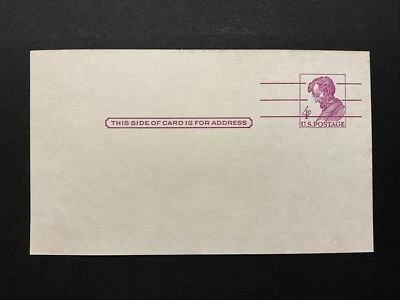 4¢
U.S. POSTAGE
THIS SIDE OF CARD IS FOR ADDRESS